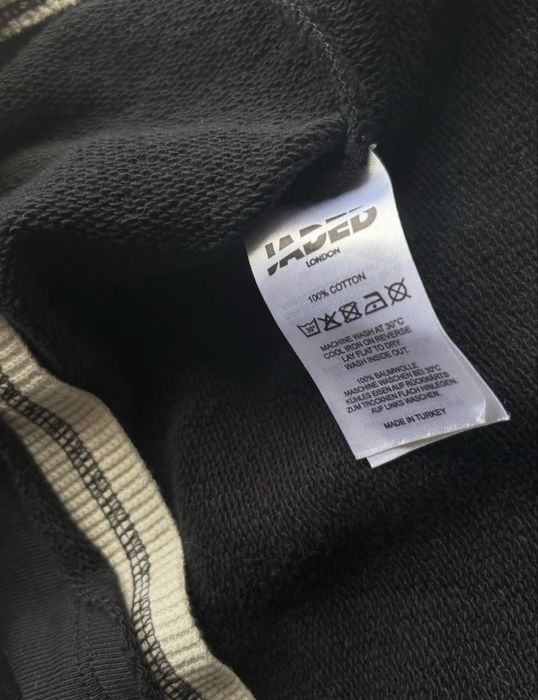 JADED
LONDON
100% COTTON
30°
MACHINE WASH AT 30°C
COOL IRON ON REVERSE
LAY FLAT TO DRY.
WASH INSIDE OUT.
100% BAUMWOLLE
MASCHINE WASCHEN BEI 30°C
KÜHLES EISEN AUF RÜCKWÄRTS
ZUM TROCKNEN FLACH HINLEGEN.
AUF LINKS WASCHEN.
MADE IN TURKEY